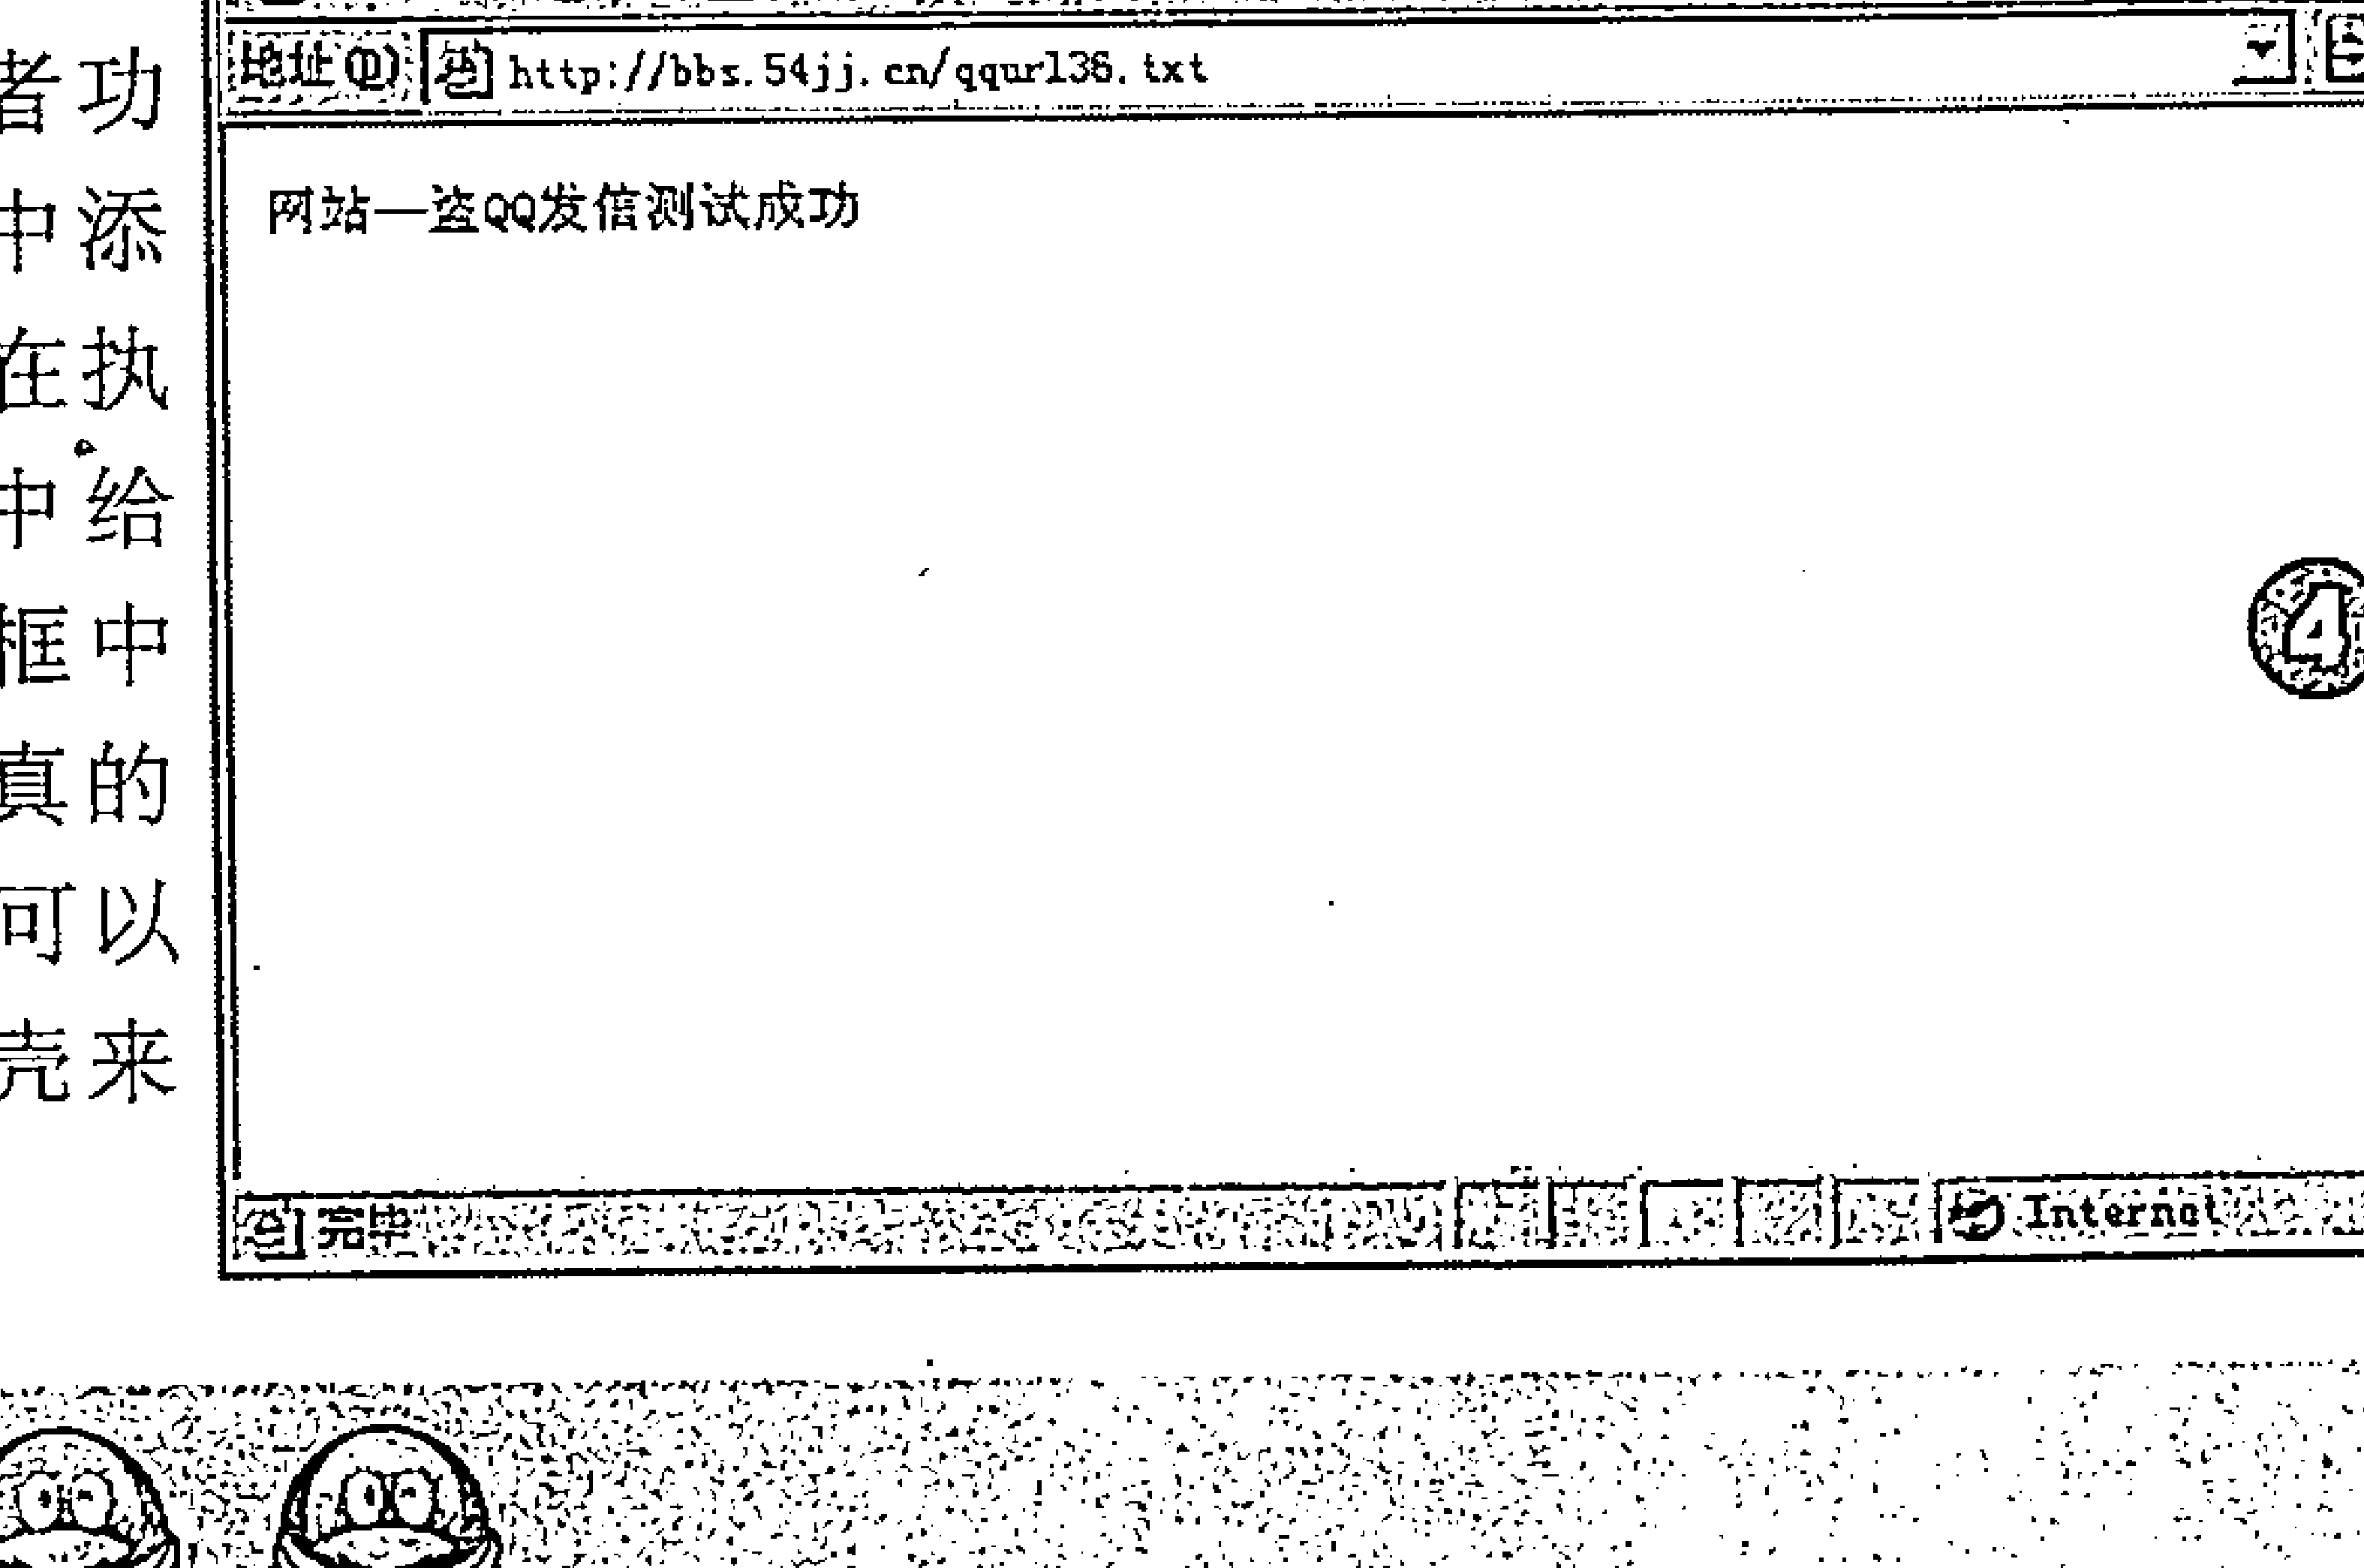 者功
中添
在执
中给
框中
真的
可以
壳来
地址(D) http://bbs.54jj.cn/qqurl36.txt
网站—盗QQ发信测试成功
4
完毕 Internet